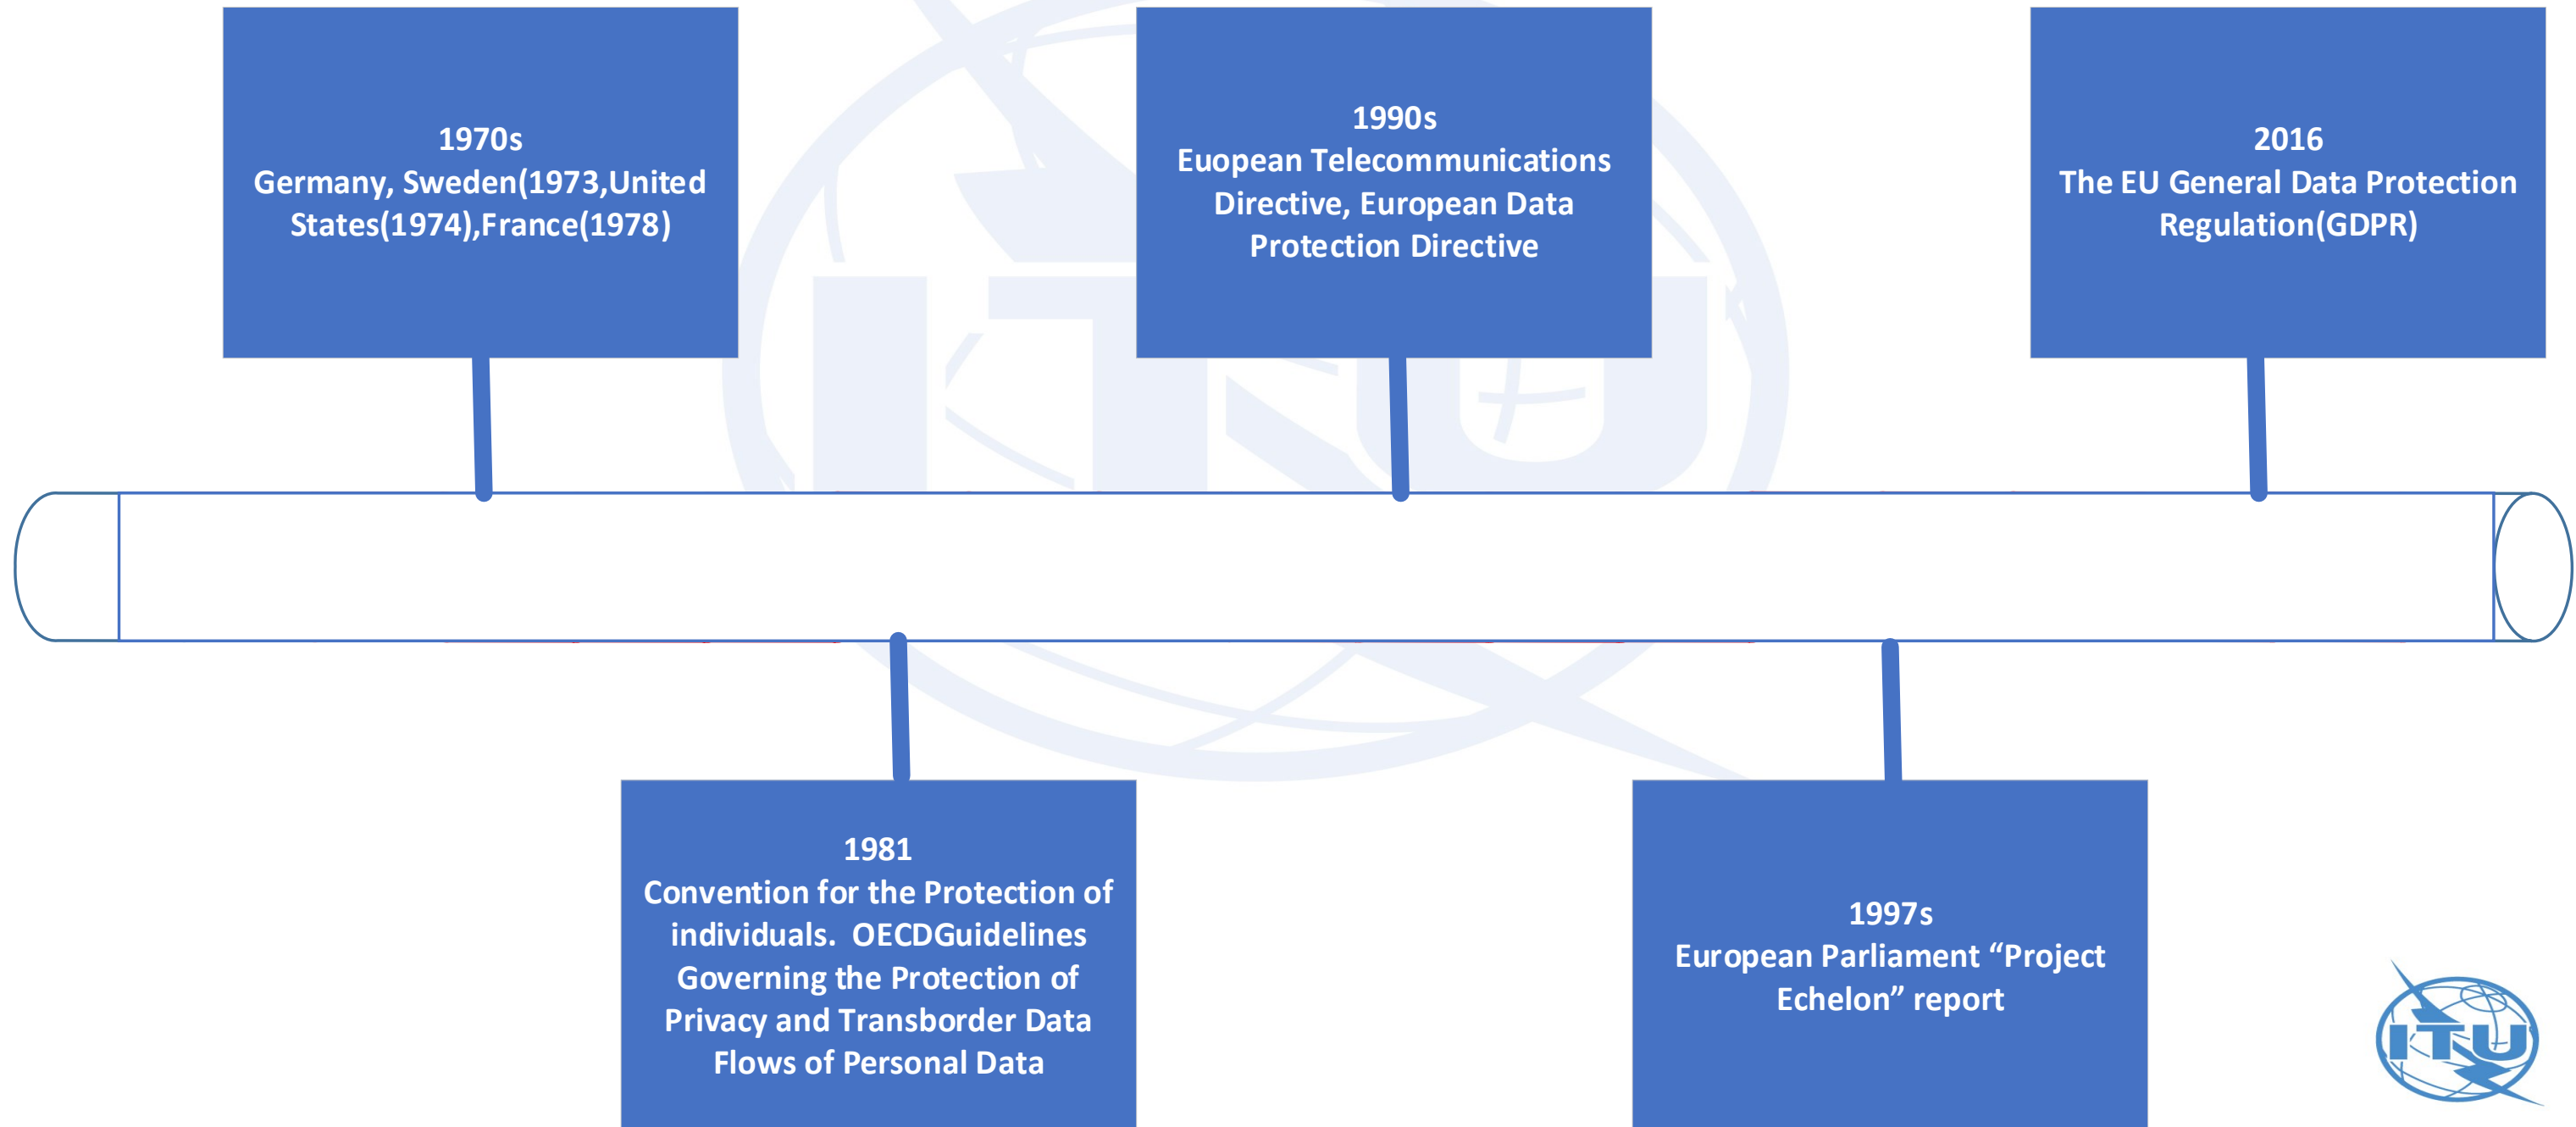 1970s
Germany, Sweden(1973,United
States(1974),France(1978)
1990s
Euopean Telecommunications
Directive, European Data
Protection Directive
2016
The EU General Data Protection
Regulation(GDPR)
1981
Convention for the Protection of
individuals.  OECDGuidelines
Governing the Protection of
Privacy and Transborder Data
Flows of Personal Data
1997s
European Parliament “Project
Echelon” report
ITU
ITU